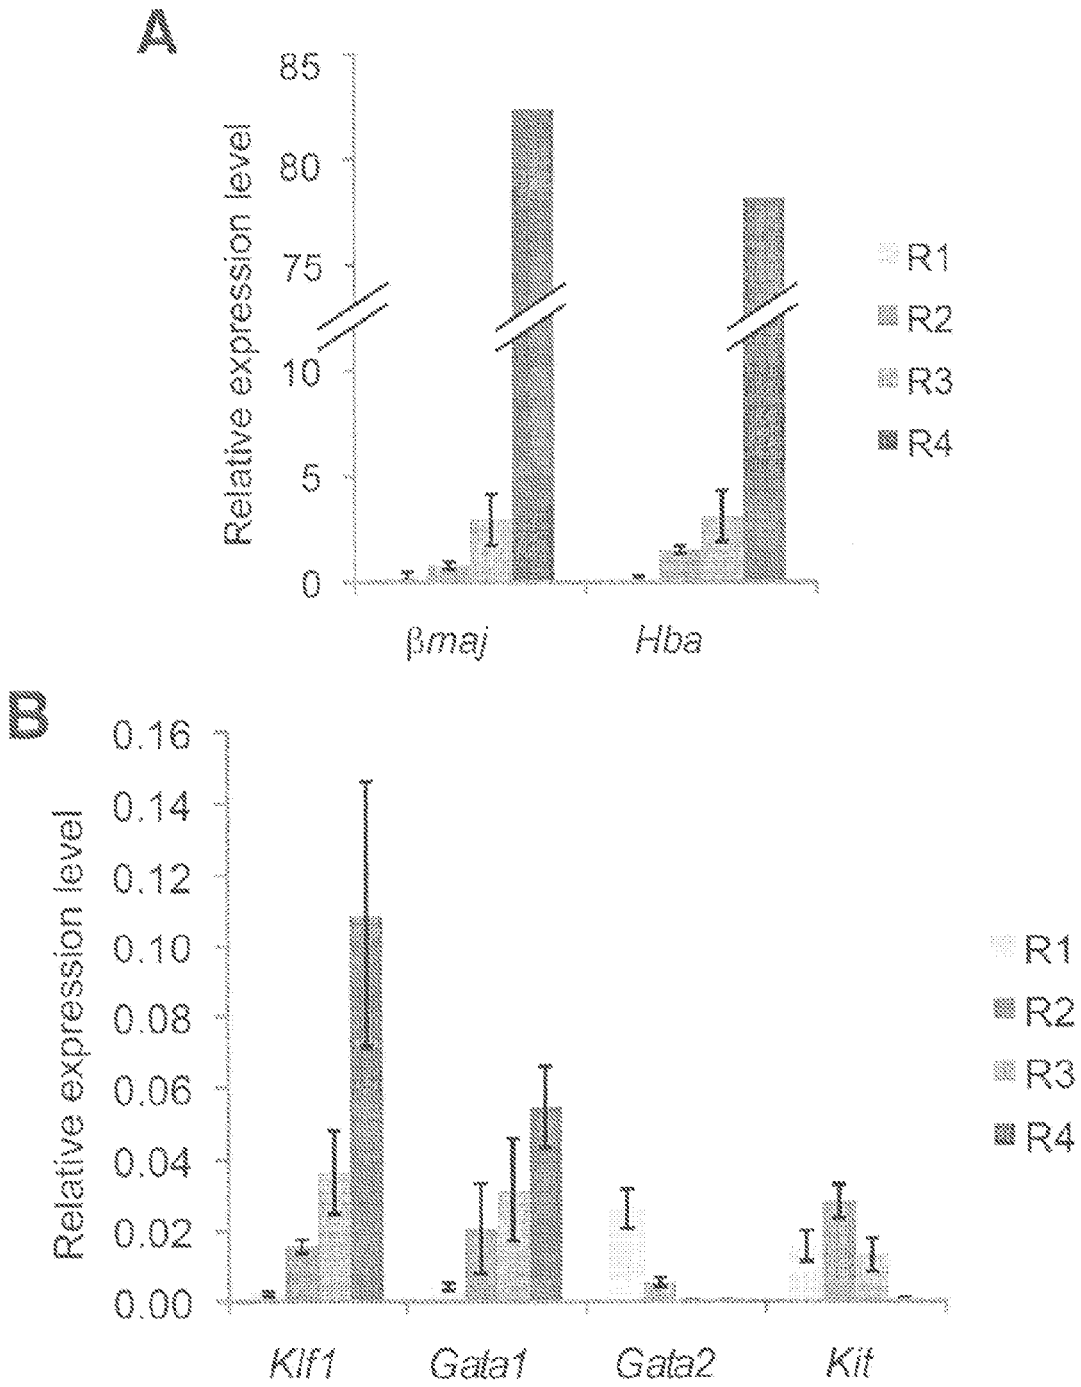 A
Relative expression level
85
80
75
10
5
0
βmaj Hba
R1
R2
R3
R4
B
Relative expression level
0.16
0.14
0.12
0.10
0.08
0.06
0.04
0.02
0.00
Klf1 Gata1 Gata2 Kit
R1
R2
R3
R4